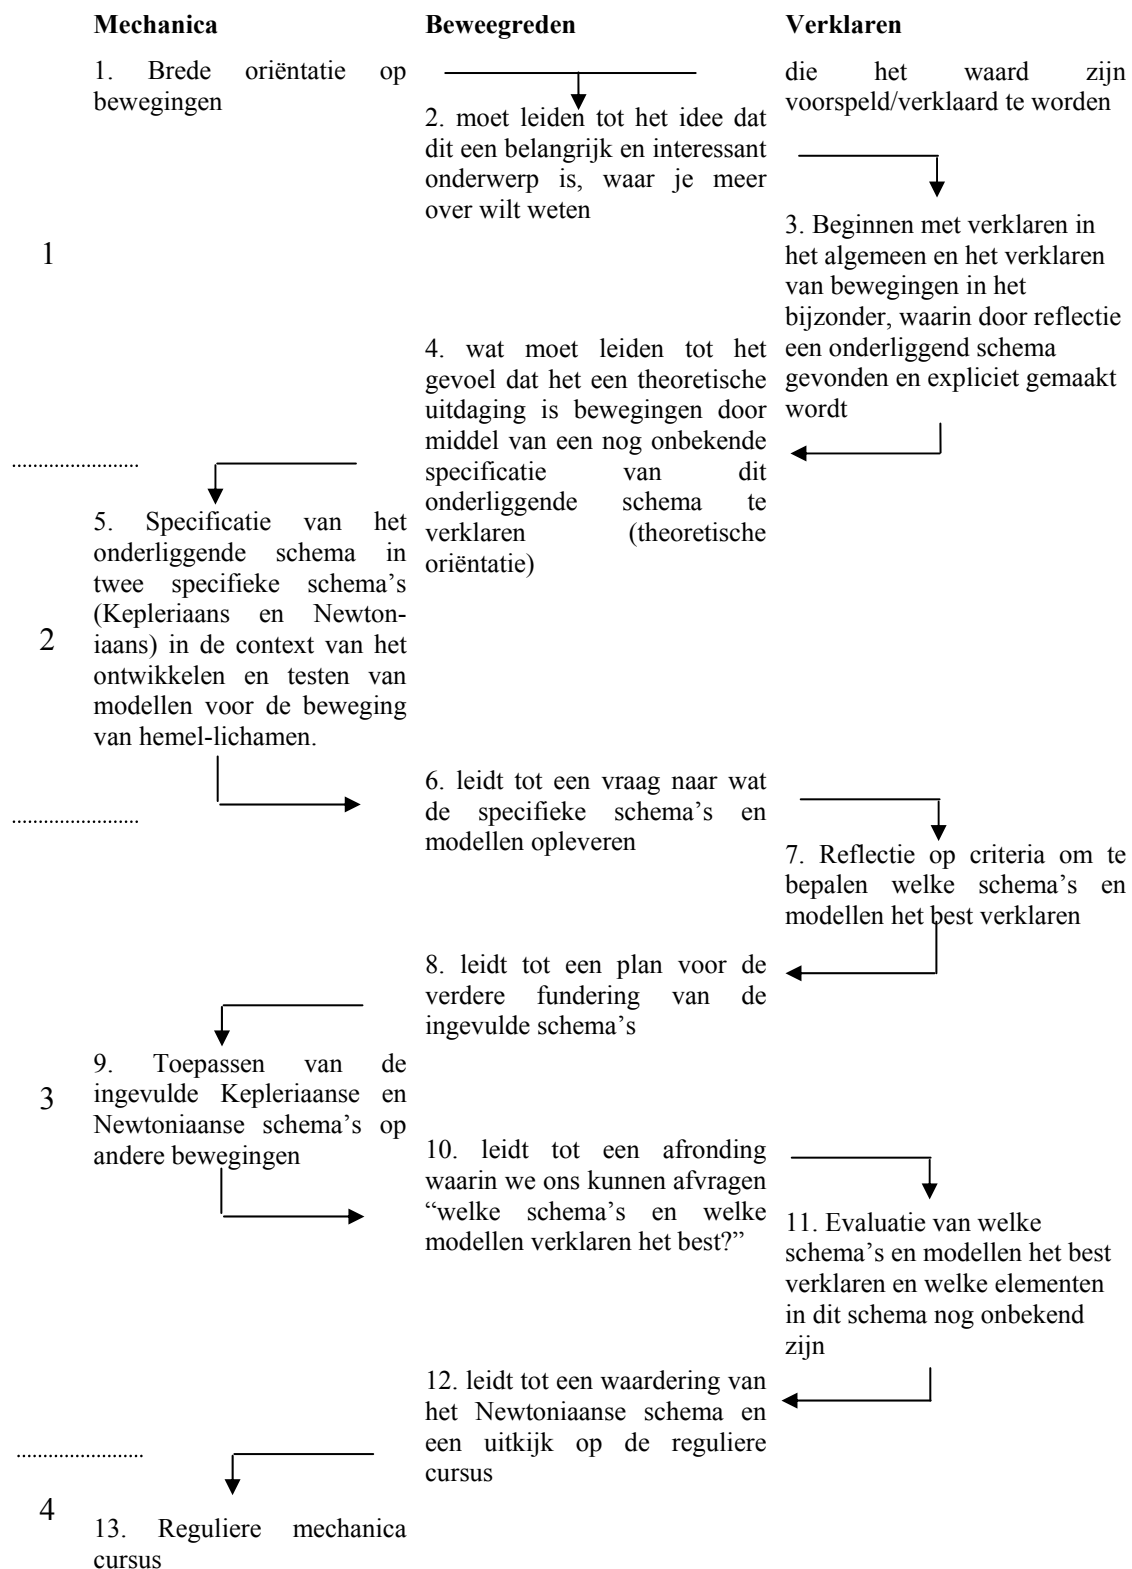 Mechanica
Beweegreden
Verklaren
1. Brede oriëntatie op
bewegingen
die het waard zijn
voorspeld/verklaard te worden
2. moet leiden tot het idee dat
dit een belangrijk en interessant
onderwerp is, waar je meer
over wilt weten
3. Beginnen met verklaren in
het algemeen en het verklaren
van bewegingen in het
bijzonder, waarin door reflectie
een onderliggend schema
gevonden en expliciet gemaakt
wordt
1
4. wat moet leiden tot het
gevoel dat het een theoretische
uitdaging is bewegingen door
middel van een nog onbekende
specificatie van dit
onderliggende schema te
verklaren (theoretische
oriëntatie)
........................
5. Specificatie van het
onderliggende schema in
twee specifieke schema's
(Kepleriaans en Newton-
iaans) in de context van het
ontwikkelen en testen van
modellen voor de beweging
van hemel-lichamen.
2
6. leidt tot een vraag naar wat
de specifieke schema's en
modellen opleveren
........................
7. Reflectie op criteria om te
bepalen welke schema's en
modellen het best verklaren
8. leidt tot een plan voor de
verdere fundering van de
ingevulde schema's
9. Toepassen van de
ingevulde Kepleriaanse en
Newtoniaanse schema's op
andere bewegingen
3
10. leidt tot een afronding
waarin we ons kunnen afvragen
“welke schema's en welke
modellen verklaren het best?”
11. Evaluatie van welke
schema's en modellen het best
verklaren en welke elementen
in dit schema nog onbekend
zijn
12. leidt tot een waardering van
het Newtoniaanse schema en
een uitkijk op de reguliere
cursus
........................
4
13. Reguliere mechanica
cursus